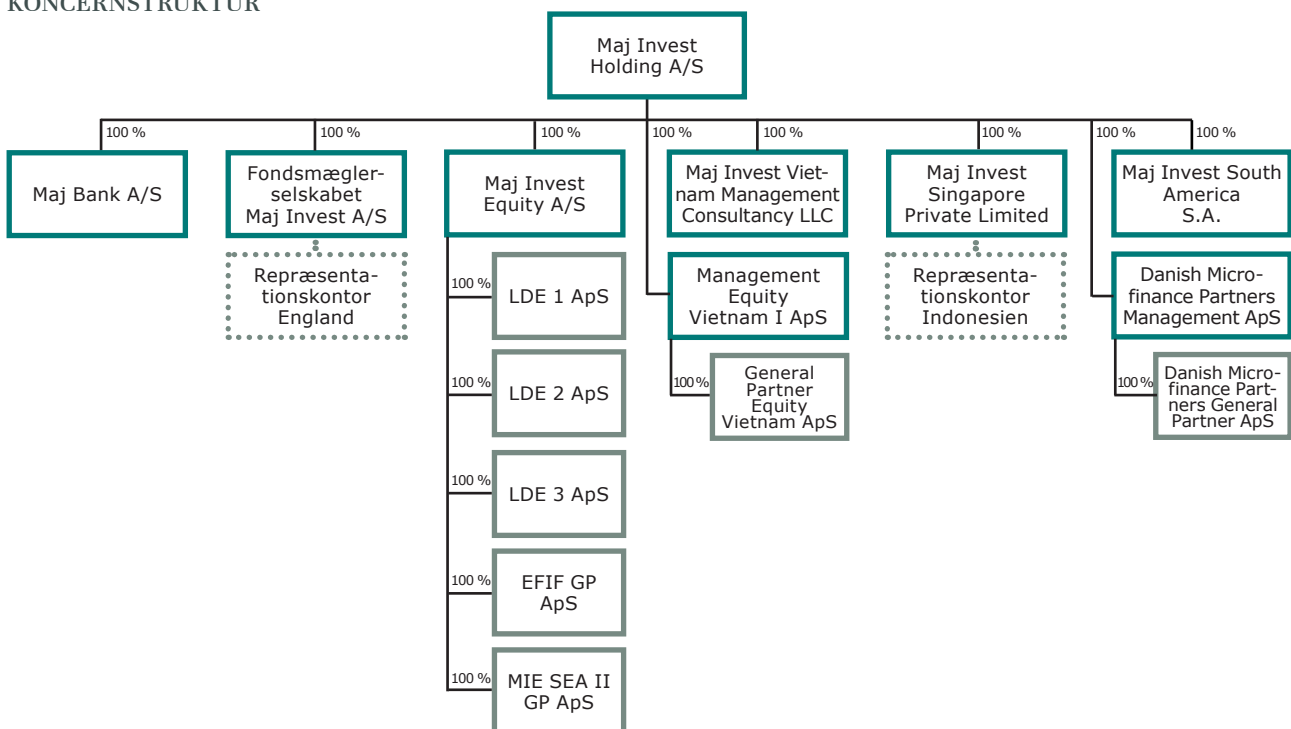 KONCERNSTRUKTUR
Maj Invest
Holding A/S
100 %
100 %
100 %
100 %
100 %
100 %
100 %
100 %
Maj Bank A/S
Fondsmægler-
selskabet
Maj Invest A/S
Maj Invest
Equity A/S
Maj Invest Viet-
nam Management
Consultancy LLC
Maj Invest
Singapore
Private Limited
Maj Invest South
America
S.A.
Repræsenta-
tionskontor
England
100 %
LDE 1 ApS
Management
Equity
Vietnam I ApS
Repræsenta-
tionskontor
Indonesien
Danish Micro-
finance Partners
Management ApS
100 %
LDE 2 ApS
100 %
General
Partner
Equity
Vietnam ApS
100 %
Danish Micro-
finance Part-
ners General
Partner ApS
100 %
LDE 3 ApS
100 %
EFIF GP
ApS
100 %
MIE SEA II
GP ApS